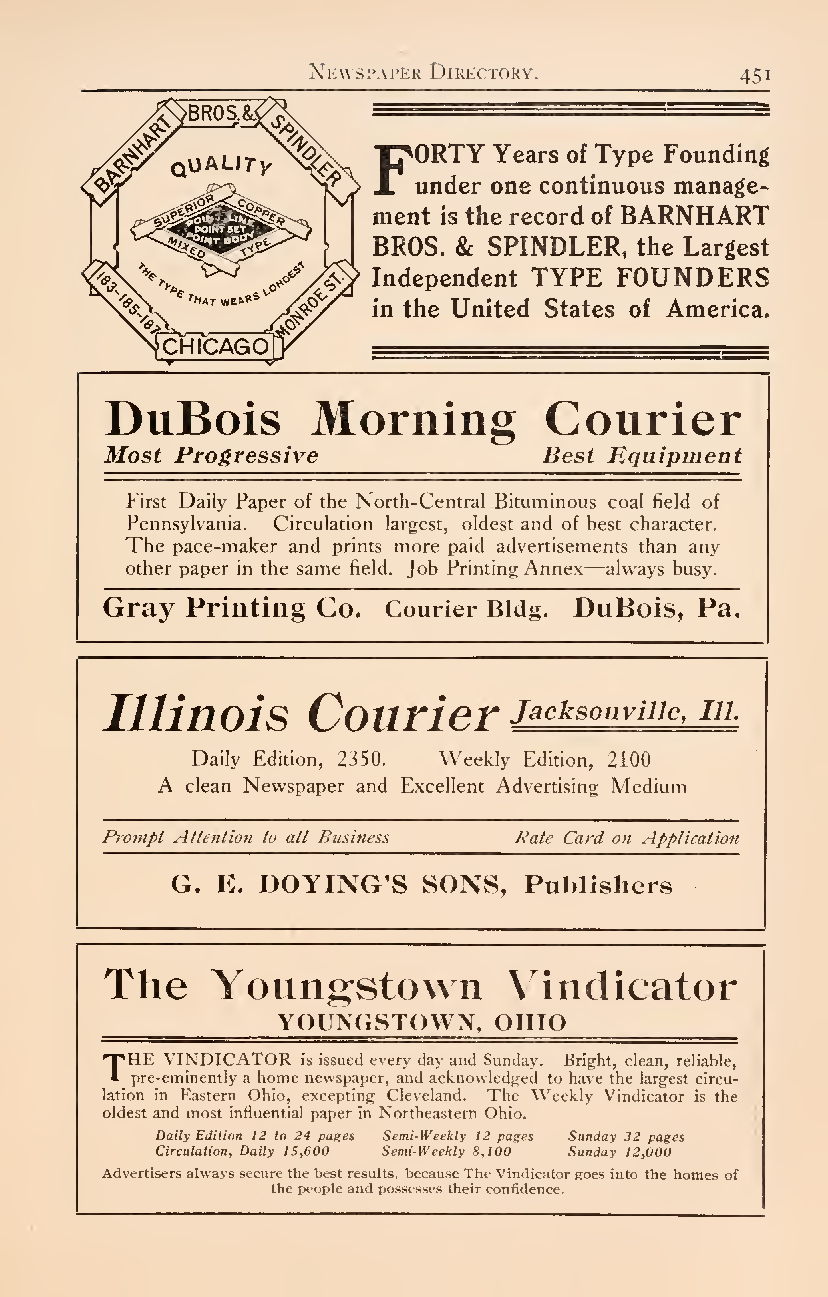 NEWSPAPER DIRECTORY. 451
BARNHART
BROS. &
SPINDLER
QUALITY
SUPERIOR COPPER
POINT LINE
POINT SET
POINT BODY
MIXED TYPE
THE TYPE THAT WEARS LONGEST
183-185-187
MONROE ST.
CHICAGO
FORTY Years of Type Founding
under one continuous manage-
ment is the record of BARNHART
BROS. & SPINDLER, the Largest
Independent TYPE FOUNDERS
in the United States of America.
DuBois Morning Courier
Most Progressive Best Equipment
First Daily Paper of the North-Central Bituminous coal field of
Pennsylvania. Circulation largest, oldest and of best character.
The pace-maker and prints more paid advertisements than any
other paper in the same field. Job Printing Annex—always busy.
Gray Printing Co. Courier Bldg. DuBois, Pa.
Illinois Courier Jacksonville, Ill.
Daily Edition, 2350. Weekly Edition, 2100
A clean Newspaper and Excellent Advertising Medium
Prompt Attention to all Business Rate Card on Application
G. E. DOYING'S SONS, Publishers
The Youngstown Vindicator
YOUNGSTOWN, OHIO
THE VINDICATOR is issued every day and Sunday. Bright, clean, reliable,
pre-eminently a home newspaper, and acknowledged to have the largest circu-
lation in Eastern Ohio, excepting Cleveland. The Weekly Vindicator is the
oldest and most influential paper in Northeastern Ohio.
Daily Edition 12 to 24 pages Semi-Weekly 12 pages Sunday 32 pages
Circulation, Daily 15,600 Semi-Weekly 8,100 Sunday 12,000
Advertisers always secure the best results, because The Vindicator goes into the homes of
the people and possesses their confidence.